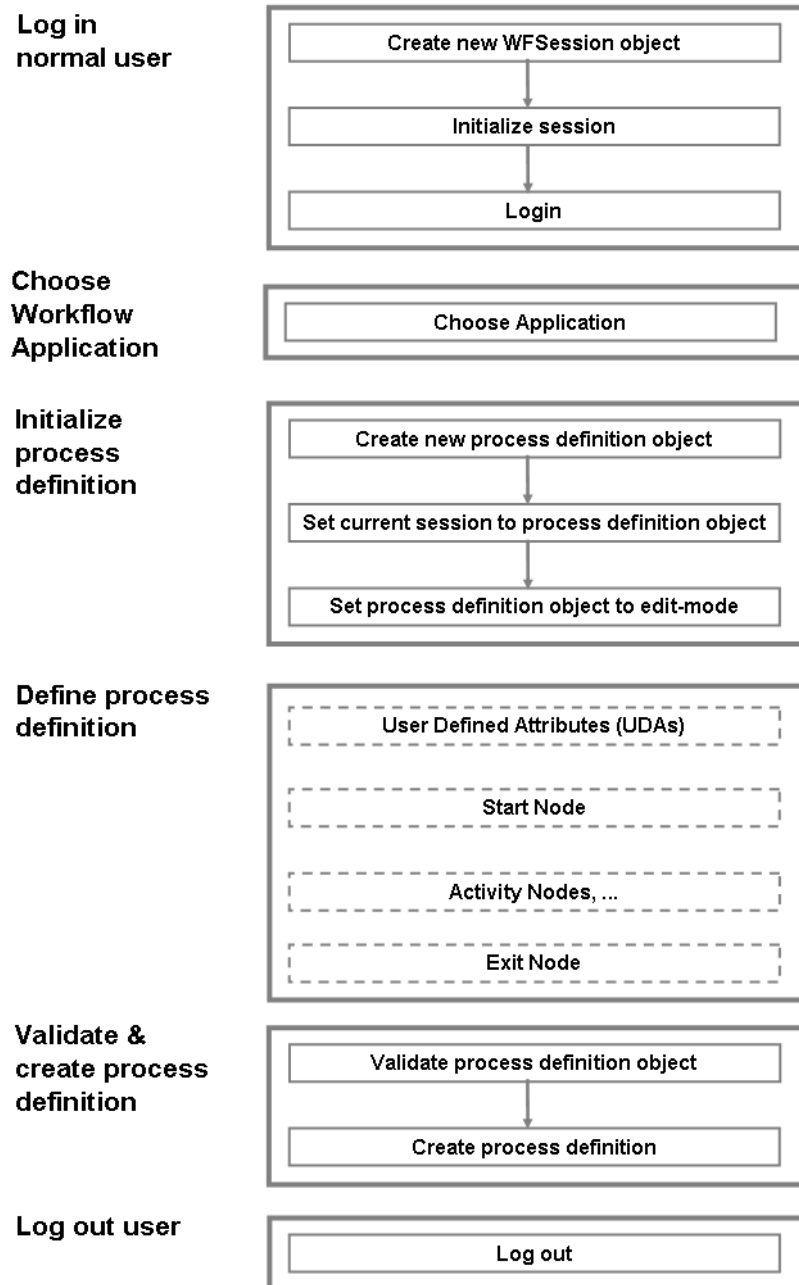 Log in
normal user
Create new WFSession object
Initialize session
Login
Choose
Workflow
Application
Choose Application
Initialize
process
definition
Create new process definition object
Set current session to process definition object
Set process definition object to edit-mode
Define process
definition
User Defined Attributes (UDAs)
Start Node
Activity Nodes, ...
Exit Node
Validate &
create process
definition
Validate process definition object
Create process definition
Log out user
Log out